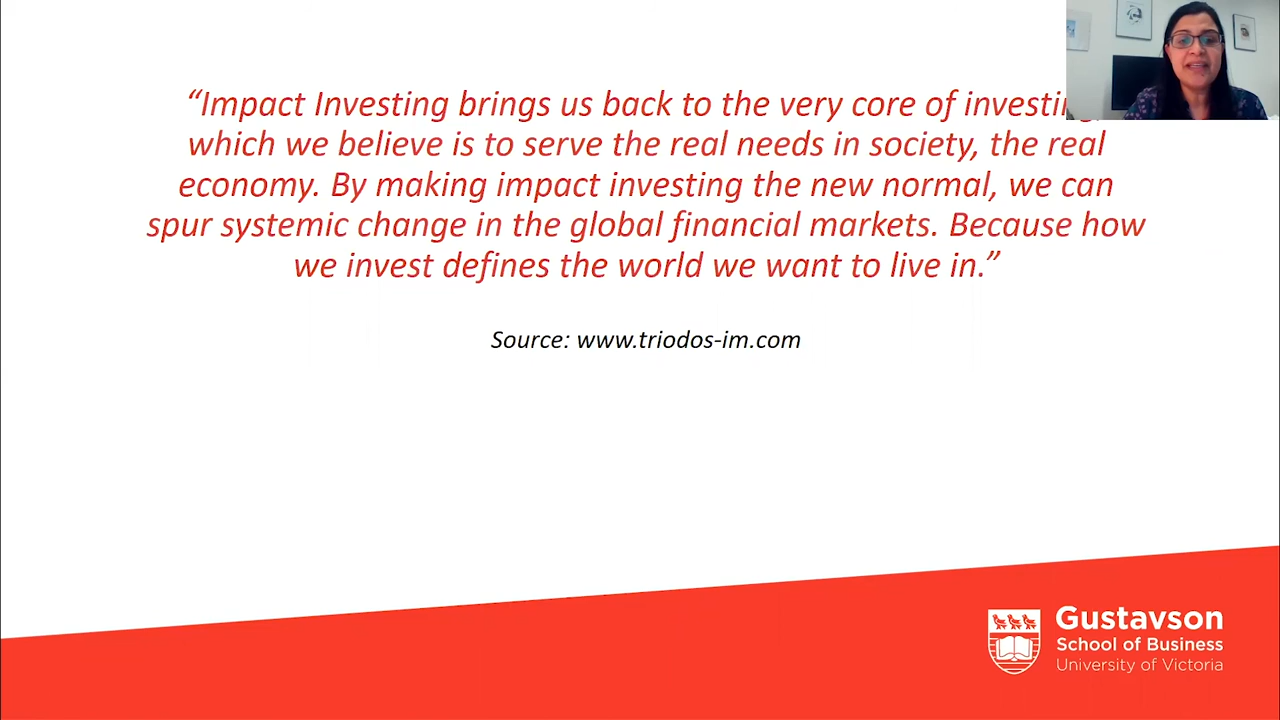 “Impact Investing brings us back to the very core of
which we believe is to serve the real needs in society, the real
economy. By making impact investing the new normal, we can
spur systemic change in the global financial markets. Because how
we invest defines the world we want to live in.”
Source: www.triodos-im.com
Gustavson
School of Business
University of Victoria